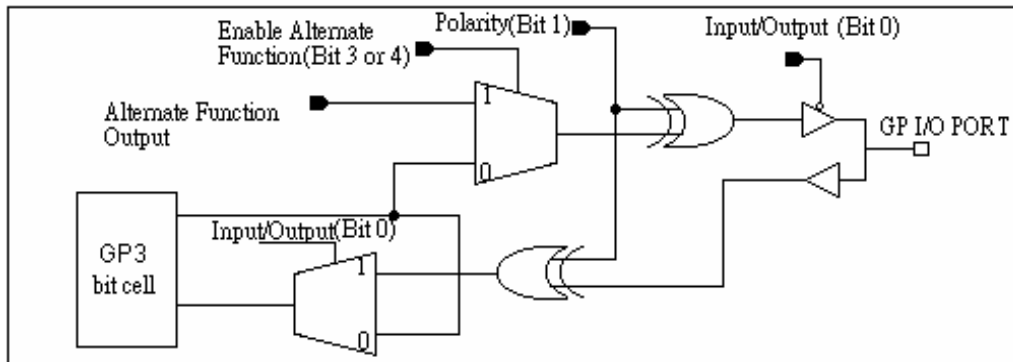 Enable Alternate
Function(Bit 3 or 4)
Polarity(Bit 1)
Input/Output (Bit 0)
Alternate Function
Output
1
0
GP I/O PORT
GP3
bit cell
Input/Output(Bit 0)
1
0